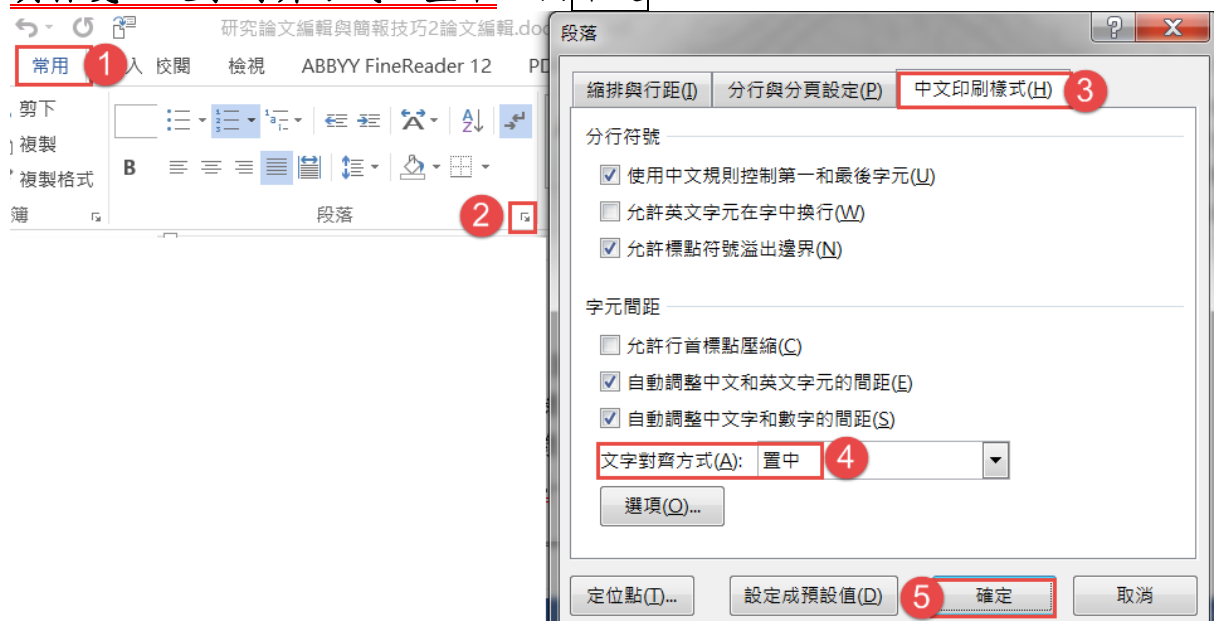 研究論文編輯與簡報技巧2論文編輯.doc
常用 1 入 校閱 檢視 ABBYY FineReader 12
剪下
複製
複製格式
B
簿 段落 2
段落
縮排與行距(I) 分行與分頁設定(P) 中文印刷樣式(H) 3
分行符號
使用中文規則控制第一和最後字元(U)
允許英文字元在字中換行(W)
允許標點符號溢出邊界(N)
字元間距
允許行首標點壓縮(C)
自動調整中文和英文字元的間距(E)
自動調整中文字和數字的間距(S)
文字對齊方式(A): 置中 4
選項(O)...
定位點(T)... 設定成預設值(D) 5 確定 取消